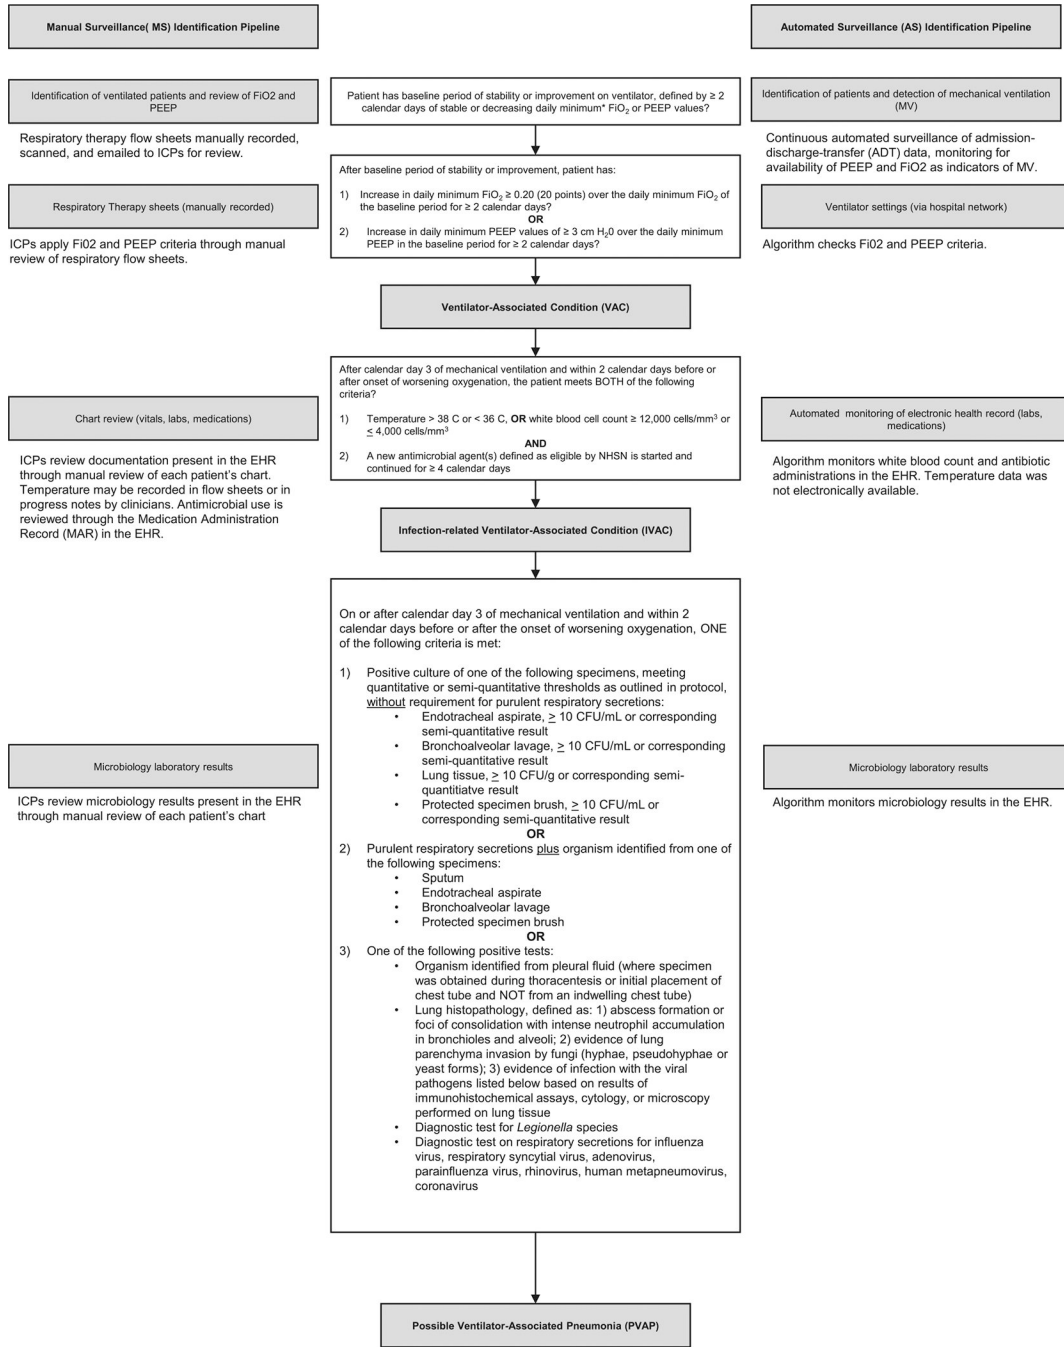 Manual Surveillance( MS) Identification Pipeline
Automated Surveillance (AS) Identification Pipeline
Identification of ventilated patients and review of FiO2 and
PEEP
Respiratory therapy flow sheets manually recorded,
scanned, and emailed to ICPs for review.
Patient has baseline period of stability or improvement on ventilator, defined by ≥ 2
calendar days of stable or decreasing daily minimum* FiO₂ or PEEP values?
Identification of patients and detection of mechanical ventilation
(MV)
Continuous automated surveillance of admission-
discharge-transfer (ADT) data, monitoring for
availability of PEEP and FiO2 as indicators of MV.
Respiratory Therapy sheets (manually recorded)
ICPs apply Fi02 and PEEP criteria through manual
review of respiratory flow sheets.
After baseline period of stability or improvement, patient has:
1) Increase in daily minimum FiO₂ ≥ 0.20 (20 points) over the daily minimum FiO₂ of
the baseline period for ≥ 2 calendar days?
OR
2) Increase in daily minimum PEEP values of ≥ 3 cm H₂0 over the daily minimum
PEEP in the baseline period for ≥ 2 calendar days?
Ventilator settings (via hospital network)
Algorithm checks Fi02 and PEEP criteria.
Ventilator-Associated Condition (VAC)
After calendar day 3 of mechanical ventilation and within 2 calendar days before or
after onset of worsening oxygenation, the patient meets BOTH of the following
criteria?
1) Temperature > 38 C or < 36 C, OR white blood cell count ≥ 12,000 cells/mm³ or
≤ 4,000 cells/mm³
AND
2) A new antimicrobial agent(s) defined as eligible by NHSN is started and
continued for ≥ 4 calendar days
Chart review (vitals, labs, medications)
ICPs review documentation present in the EHR
through manual review of each patient's chart.
Temperature may be recorded in flow sheets or in
progress notes by clinicians. Antimicrobial use is
reviewed through the Medication Administration
Record (MAR) in the EHR.
Automated monitoring of electronic health record (labs,
medications)
Algorithm monitors white blood count and antibiotic
administrations in the EHR. Temperature data was
not electronically available.
Infection-related Ventilator-Associated Condition (IVAC)
On or after calendar day 3 of mechanical ventilation and within 2
calendar days before or after the onset of worsening oxygenation, ONE
of the following criteria is met:
1) Positive culture of one of the following specimens, meeting
quantitative or semi-quantitative thresholds as outlined in protocol,
without requirement for purulent respiratory secretions:
• Endotracheal aspirate, ≥ 10 CFU/mL or corresponding
semi-quantitative result
• Bronchoalveolar lavage, ≥ 10 CFU/mL or corresponding
semi-quantitative result
• Lung tissue, ≥ 10 CFU/g or corresponding semi-
quantitiatve result
• Protected specimen brush, ≥ 10 CFU/mL or
corresponding semi-quantitative result
OR
2) Purulent respiratory secretions plus organism identified from one of
the following specimens:
• Sputum
• Endotracheal aspirate
• Bronchoalveolar lavage
• Protected specimen brush
OR
3) One of the following positive tests:
• Organism identified from pleural fluid (where specimen
was obtained during thoracentesis or initial placement of
chest tube and NOT from an indwelling chest tube)
• Lung histopathology, defined as: 1) abscess formation or
foci of consolidation with intense neutrophil accumulation
in bronchioles and alveoli; 2) evidence of lung
parenchyma invasion by fungi (hyphae, pseudohyphae or
yeast forms); 3) evidence of infection with the viral
pathogens listed below based on results of
immunohistochemical assays, cytology, or microscopy
performed on lung tissue
• Diagnostic test for Legionella species
• Diagnostic test on respiratory secretions for influenza
virus, respiratory syncytial virus, adenovirus,
parainfluenza virus, rhinovirus, human metapneumovirus,
coronavirus
Microbiology laboratory results
ICPs review microbiology results present in the EHR
through manual review of each patient's chart
Microbiology laboratory results
Algorithm monitors microbiology results in the EHR.
Possible Ventilator-Associated Pneumonia (PVAP)